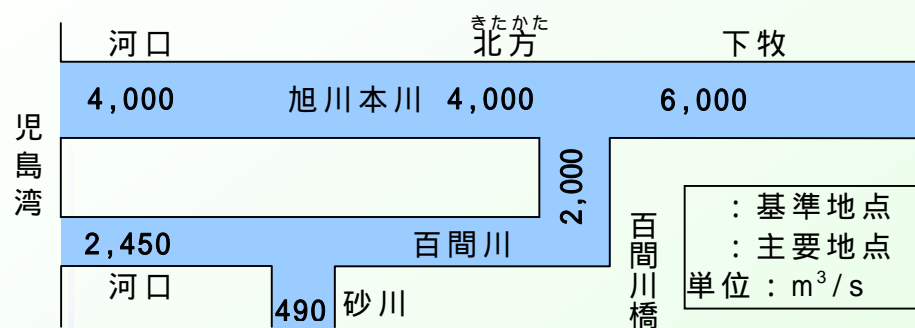 きたかた
河口 北方 下牧
4,000 旭川本川 4,000 6,000
児島湾
2,000
2,450 百間川
河口
490 砂川
百間川橋
：基準地点
：主要地点
単位：m³/s